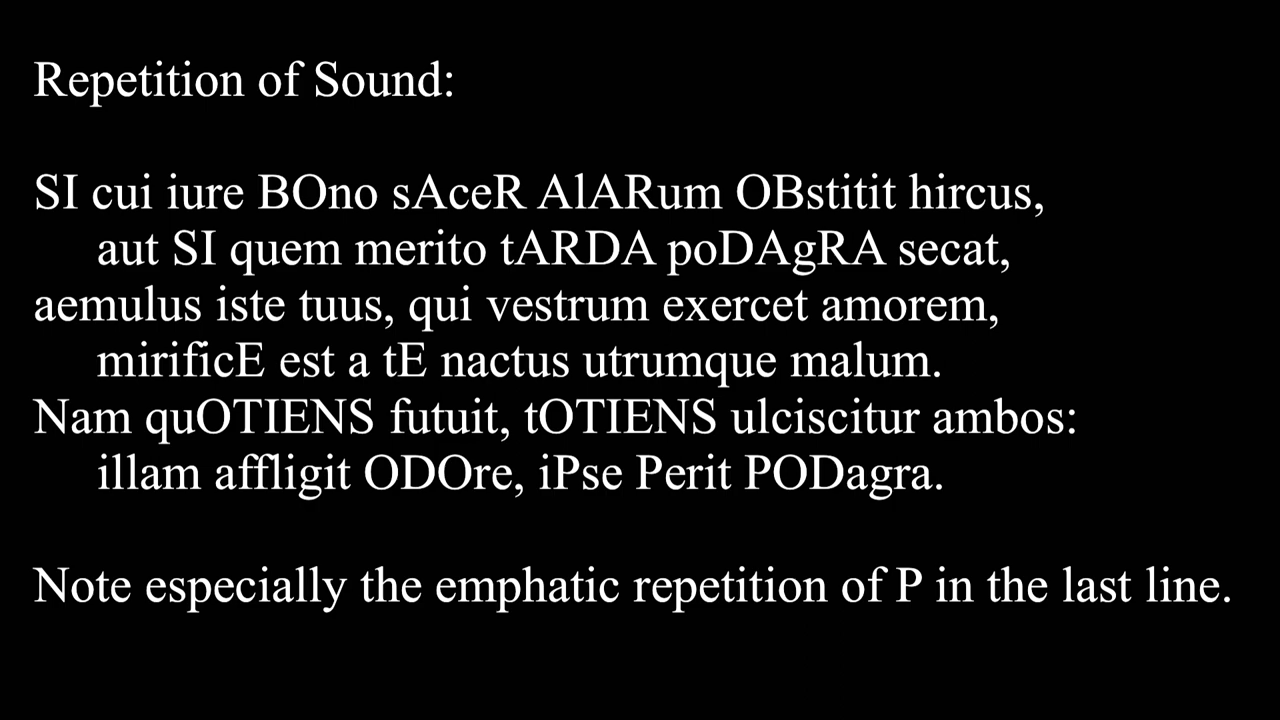 Repetition of Sound:
SI cui iure BOno sAceR AlARum OBstitit hircus,
aut SI quem merito tARDA poDAgRA secat,
aemulus iste tuus, qui vestrum exercet amorem,
mirificE est a tE nactus utrumque malum.
Nam quOTIENS futuit, tOTIENS ulciscitur ambos:
illam affligit ODOre, iPse Perit PODagra.
Note especially the emphatic repetition of P in the last line.